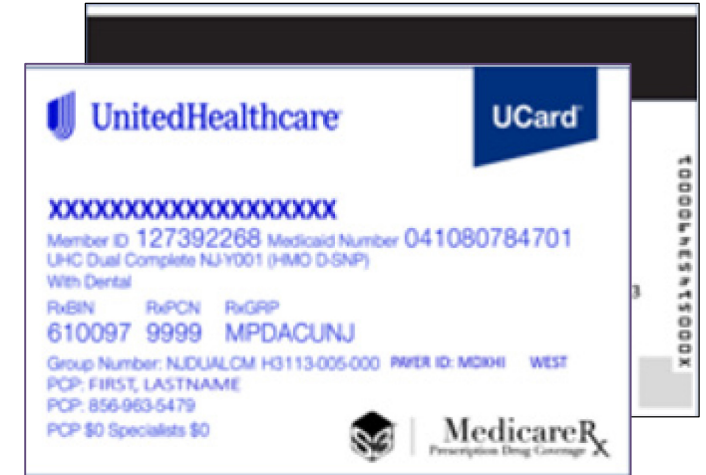 UnitedHealthcare
UCard
XXXXXXXXXXXXXXXXXXX
Member ID 127392268 Medicaid Number 041080784701
UHC Dual Complete NJ-Y001 (HMO D-SNP)
With Dental
RxBIN RxPCN RxGRP
610097 9999 MPDACUNJ
Group Number: NJDUALCM H3113-005-000 PAYER ID: MDXHI WEST
PCP: FIRST, LASTNAME
PCP: 856-963-5479
PCP $0 Specialists $0
MedicareRx
Prescription Drug Coverage
3